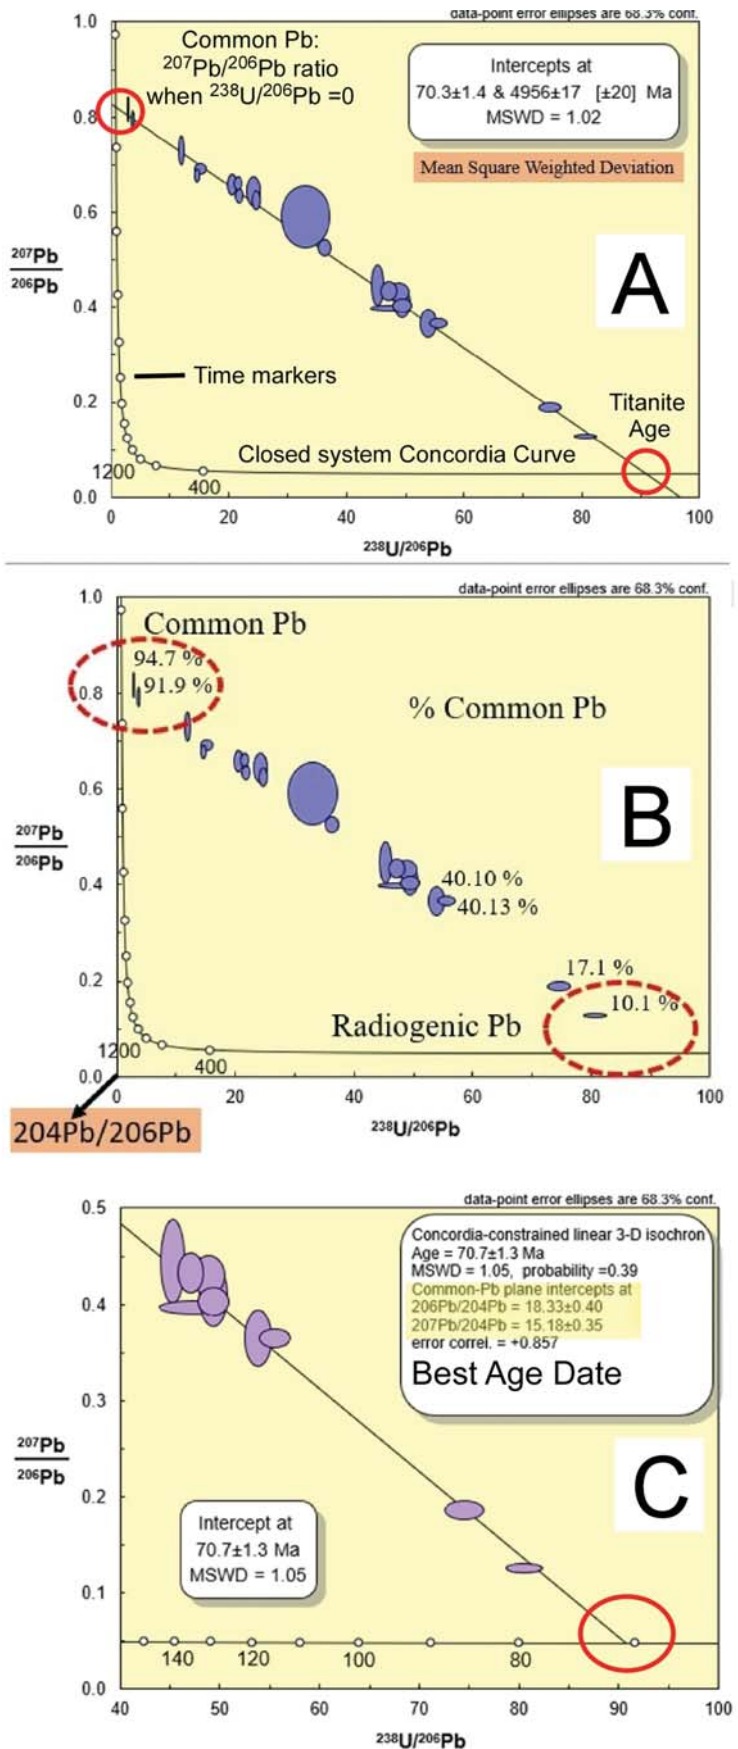 data-point error ellipses are 68.3% conf.
1.0
Common Pb:
²⁰⁷Pb/²⁰⁶Pb ratio
when ²³⁸U/²⁰⁶Pb =0
Intercepts at
70.3±1.4 & 4956±17 [±20] Ma
MSWD = 1.02
Mean Square Weighted Deviation
0.8
0.6
²⁰⁷Pb
²⁰⁶Pb
A
0.4
Time markers
0.2
Titanite
Age
Closed system Concordia Curve
1200
400
0.0
0 20 40 60 80 100
²³⁸U/²⁰⁶Pb
data-point error ellipses are 68.3% conf.
1.0
Common Pb
94.7 %
91.9 %
0.8
% Common Pb
0.6
B
²⁰⁷Pb
²⁰⁶Pb
0.4
40.10 %
40.13 %
0.2
17.1 %
10.1%
Radiogenic Pb
1200
400
0.0
0 20 40 60 80 100
²³⁸U/²⁰⁶Pb
204Pb/206Pb
data-point error ellipses are 68.3% conf.
0.5
Concordia-constrained linear 3-D isochron
Age = 70.7±1.3 Ma
MSWD = 1.05, probability =0.39
Common-Pb plane intercepts at
206Pb/204Pb = 18.33±0.40
207Pb/204Pb = 15.18±0.35
error correl. = +0.857
Best Age Date
0.4
0.3
²⁰⁷Pb
²⁰⁶Pb
C
0.2
Intercept at
70.7±1.3 Ma
MSWD = 1.05
0.1
140 120 100 80
0.0
40 50 60 70 80 90 100
²³⁸U/²⁰⁶Pb